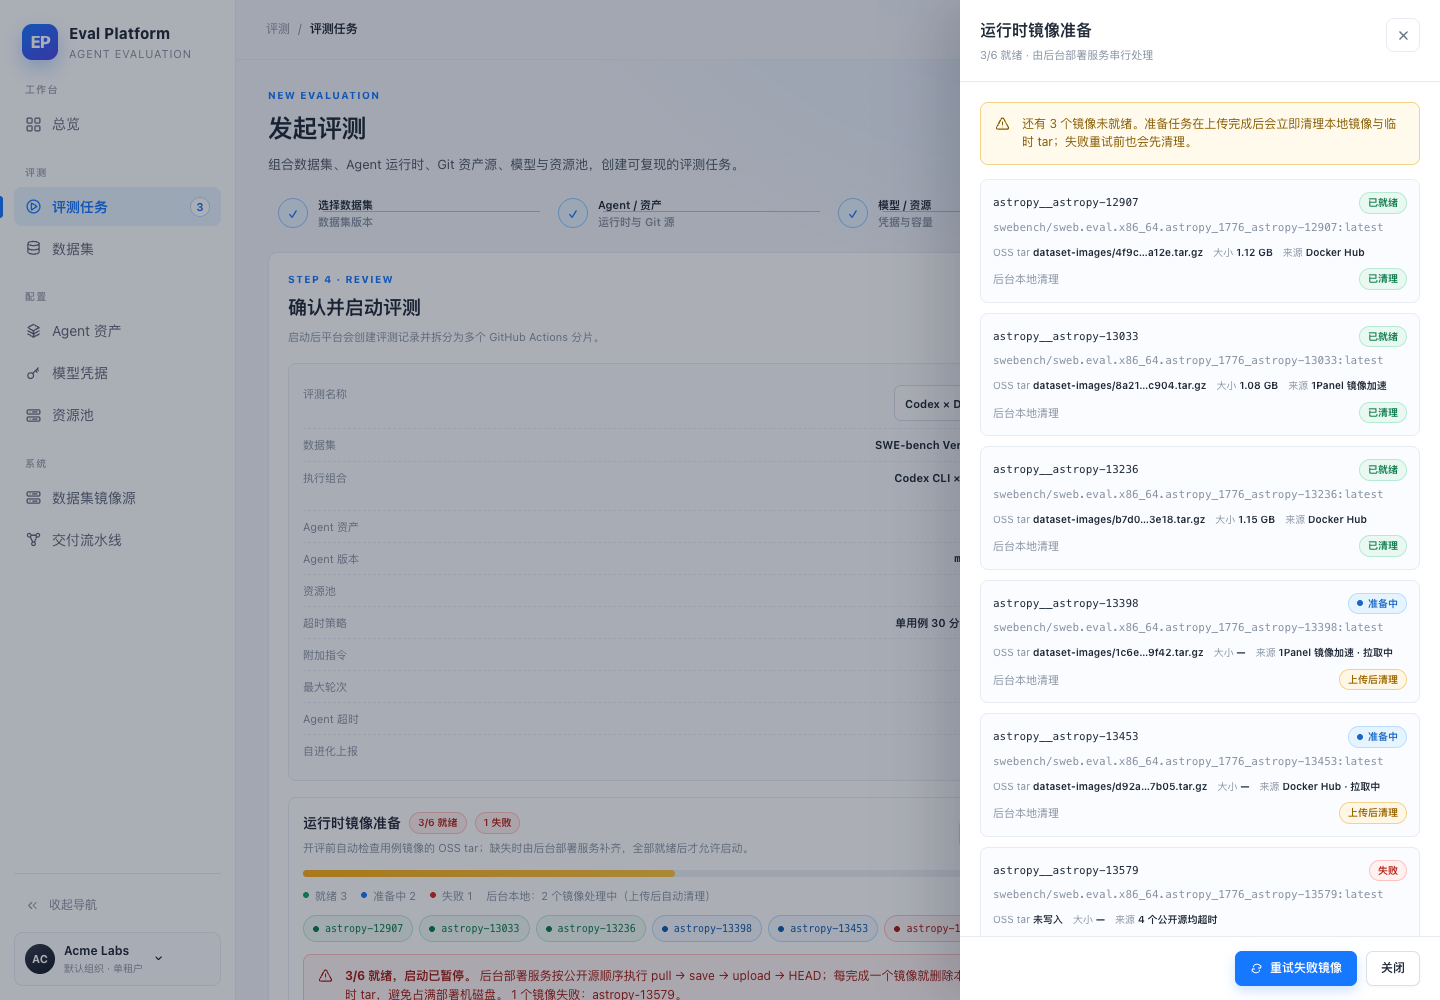 EP
Eval Platform
AGENT EVALUATION
工作台
总览
评测
评测任务
3
数据集
配置
Agent 资产
模型凭据
资源池
系统
数据集镜像源
交付流水线
收起导航
AC
Acme Labs
默认组织 · 单租户
评测 / 评测任务
NEW EVALUATION
发起评测
组合数据集、Agent 运行时、Git 资产源、模型与资源池，创建可复现的评测任务。
选择数据集
数据集版本
Agent / 资产
运行时与 Git 源
模型 / 资源
凭据与容量
STEP 4 · REVIEW
确认并启动评测
启动后平台会创建评测记录并拆分为多个 GitHub Actions 分片。
评测名称
Codex × D
数据集
SWE-bench Ver
执行组合
Codex CLI ×
Agent 资产
Agent 版本
资源池
超时策略
单用例 30 分
附加指令
最大轮次
Agent 超时
自进化上报
运行时镜像准备
3/6 就绪
1 失败
开评前自动检查用例镜像的 OSS tar；缺失时由后台部署服务补齐，全部就绪后才允许启动。
就绪 3
准备中 2
失败 1
后台本地：2 个镜像处理中（上传后自动清理）
astropy-12907
astropy-13033
astropy-13236
astropy-13398
astropy-13453
astropy-1
3/6 就绪，启动已暂停。 后台部署服务按公开源顺序执行 pull → save → upload → HEAD；每完成一个镜像就删除本
时 tar，避免占满部署机磁盘。 1 个镜像失败：astropy-13579。
运行时镜像准备
3/6 就绪 · 由后台部署服务串行处理
还有 3 个镜像未就绪。准备任务在上传完成后会立即清理本地镜像与临
时 tar；失败重试前也会先清理。
astropy__astropy-12907
已就绪
swebench/sweb.eval.x86_64.astropy_1776_astropy-12907:latest
OSS tar dataset-images/4f9c…a12e.tar.gz 大小 1.12 GB 来源 Docker Hub
后台本地清理
已清理
astropy__astropy-13033
已就绪
swebench/sweb.eval.x86_64.astropy_1776_astropy-13033:latest
OSS tar dataset-images/8a21…c904.tar.gz 大小 1.08 GB 来源 1Panel 镜像加速
后台本地清理
已清理
astropy__astropy-13236
已就绪
swebench/sweb.eval.x86_64.astropy_1776_astropy-13236:latest
OSS tar dataset-images/b7d0…3e18.tar.gz 大小 1.15 GB 来源 Docker Hub
后台本地清理
已清理
astropy__astropy-13398
准备中
swebench/sweb.eval.x86_64.astropy_1776_astropy-13398:latest
OSS tar dataset-images/1c6e…9f42.tar.gz 大小 — 来源 1Panel 镜像加速 · 拉取中
后台本地清理
上传后清理
astropy__astropy-13453
准备中
swebench/sweb.eval.x86_64.astropy_1776_astropy-13453:latest
OSS tar dataset-images/d92a…7b05.tar.gz 大小 — 来源 Docker Hub · 拉取中
后台本地清理
上传后清理
astropy__astropy-13579
失败
swebench/sweb.eval.x86_64.astropy_1776_astropy-13579:latest
OSS tar 未写入 大小 — 来源 4 个公开源均超时
重试失败镜像
关闭